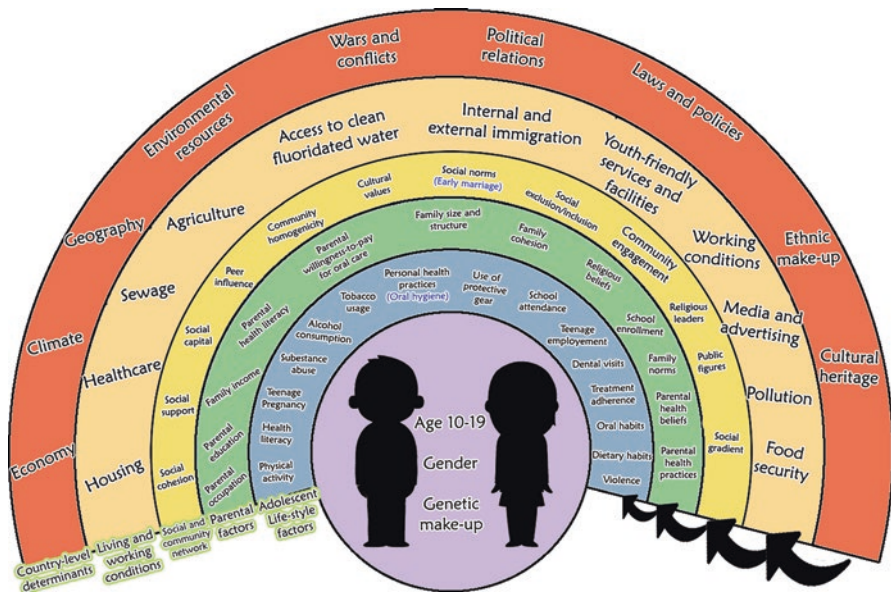 Economy
Climate
Geography
Environmental
resources
Wars and
conflicts
Political
relations
Laws and policies
Ethnic
make-up
Cultural
heritage
Housing
Healthcare
Sewage
Agriculture
Access to clean
fluoridated water
Internal and
external immigration
Youth-friendly
services and
facilities
Working
conditions
Media and
advertising
Pollution
Food
security
Social
cohesion
Social
support
Social
capital
Peer
influence
Community
homogenicity
Cultural
values
Social norms
(Early marriage)
Social
exclusion/inclusion
Community
engagement
Religious
leaders
Public
figures
Social
gradient
Parental
occupation
Parental
education
Family income
Parental
health literacy
Parental
willingness-to-pay
for oral care
Family size and
structure
Family
cohesion
Religious
beliefs
School
enrollment
Family
norms
Parental
health
beliefs
Parental
health
practices
Physical
activity
Health
literacy
Teenage
Pregnancy
Subestance
abuse
Alcohol
consumption
Tobacco
usage
Personal health
practices
(Oral hygiene)
Use of
protective
gear
School
attendance
Teenage
employement
Dental visits
Treatment
adherence
Oral habits
Dietary habits
Violence
Age 10-19
Gender
Genetic
make-up
Country-level
determinants
Living and
working
conditions
Social and
community
network
Parental
factors
Adolescent
Life-style
factors